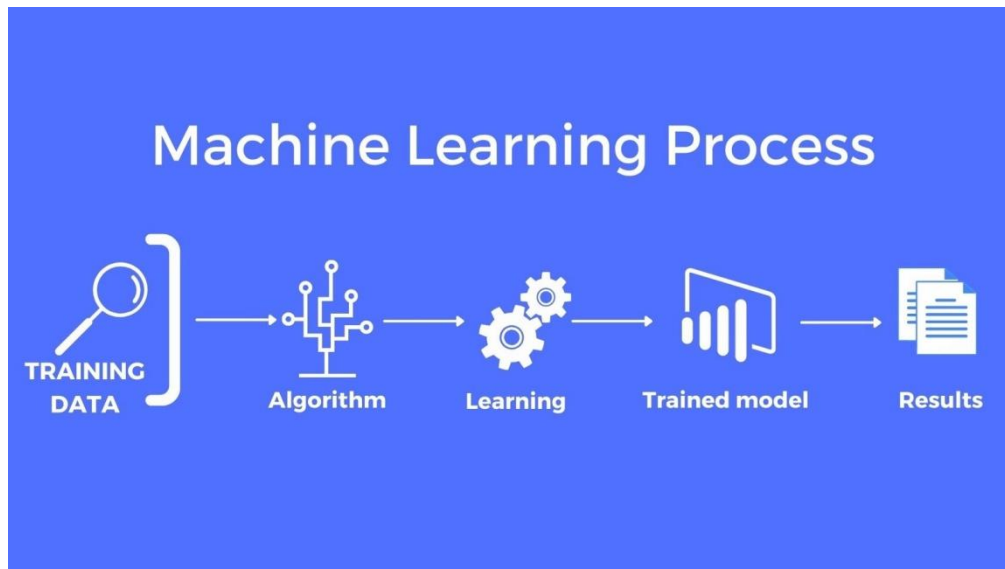 Machine Learning Process
TRAINING
DATA
Algorithm
Learning
Trained model
Results